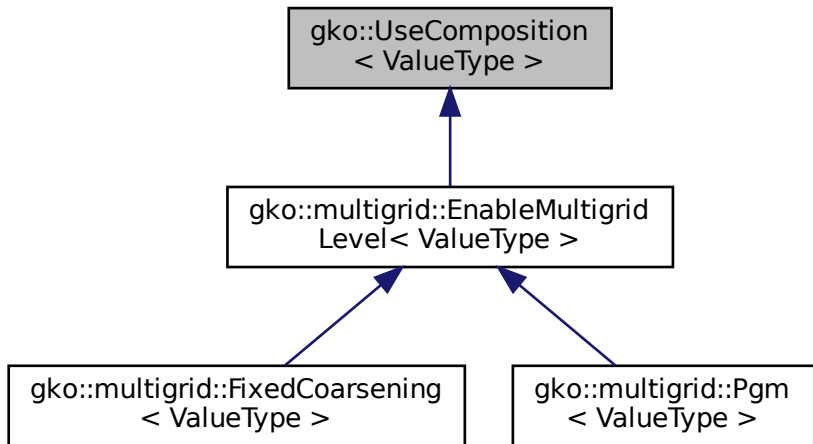 gko::UseComposition
< ValueType >
gko::multigrid::EnableMultigrid
Level< ValueType >
gko::multigrid::FixedCoarsening
< ValueType >
gko::multigrid::Pgm
< ValueType >